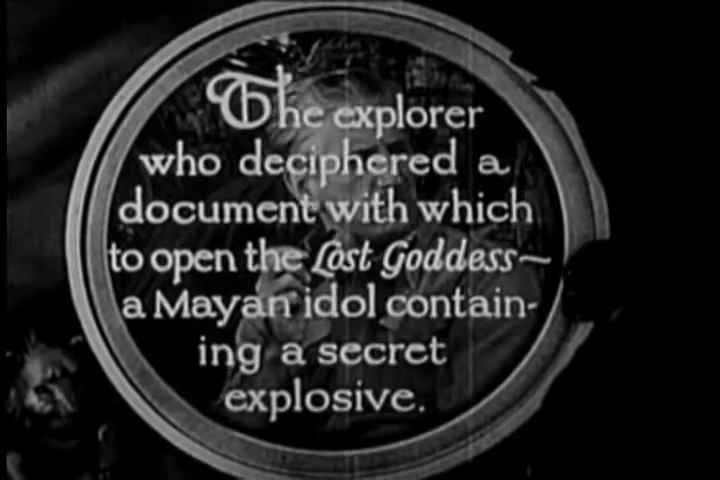 The explorer
who deciphered a
document with which
to open the Lost Goddess—
a Mayan idol contain-
ing a secret
explosive.